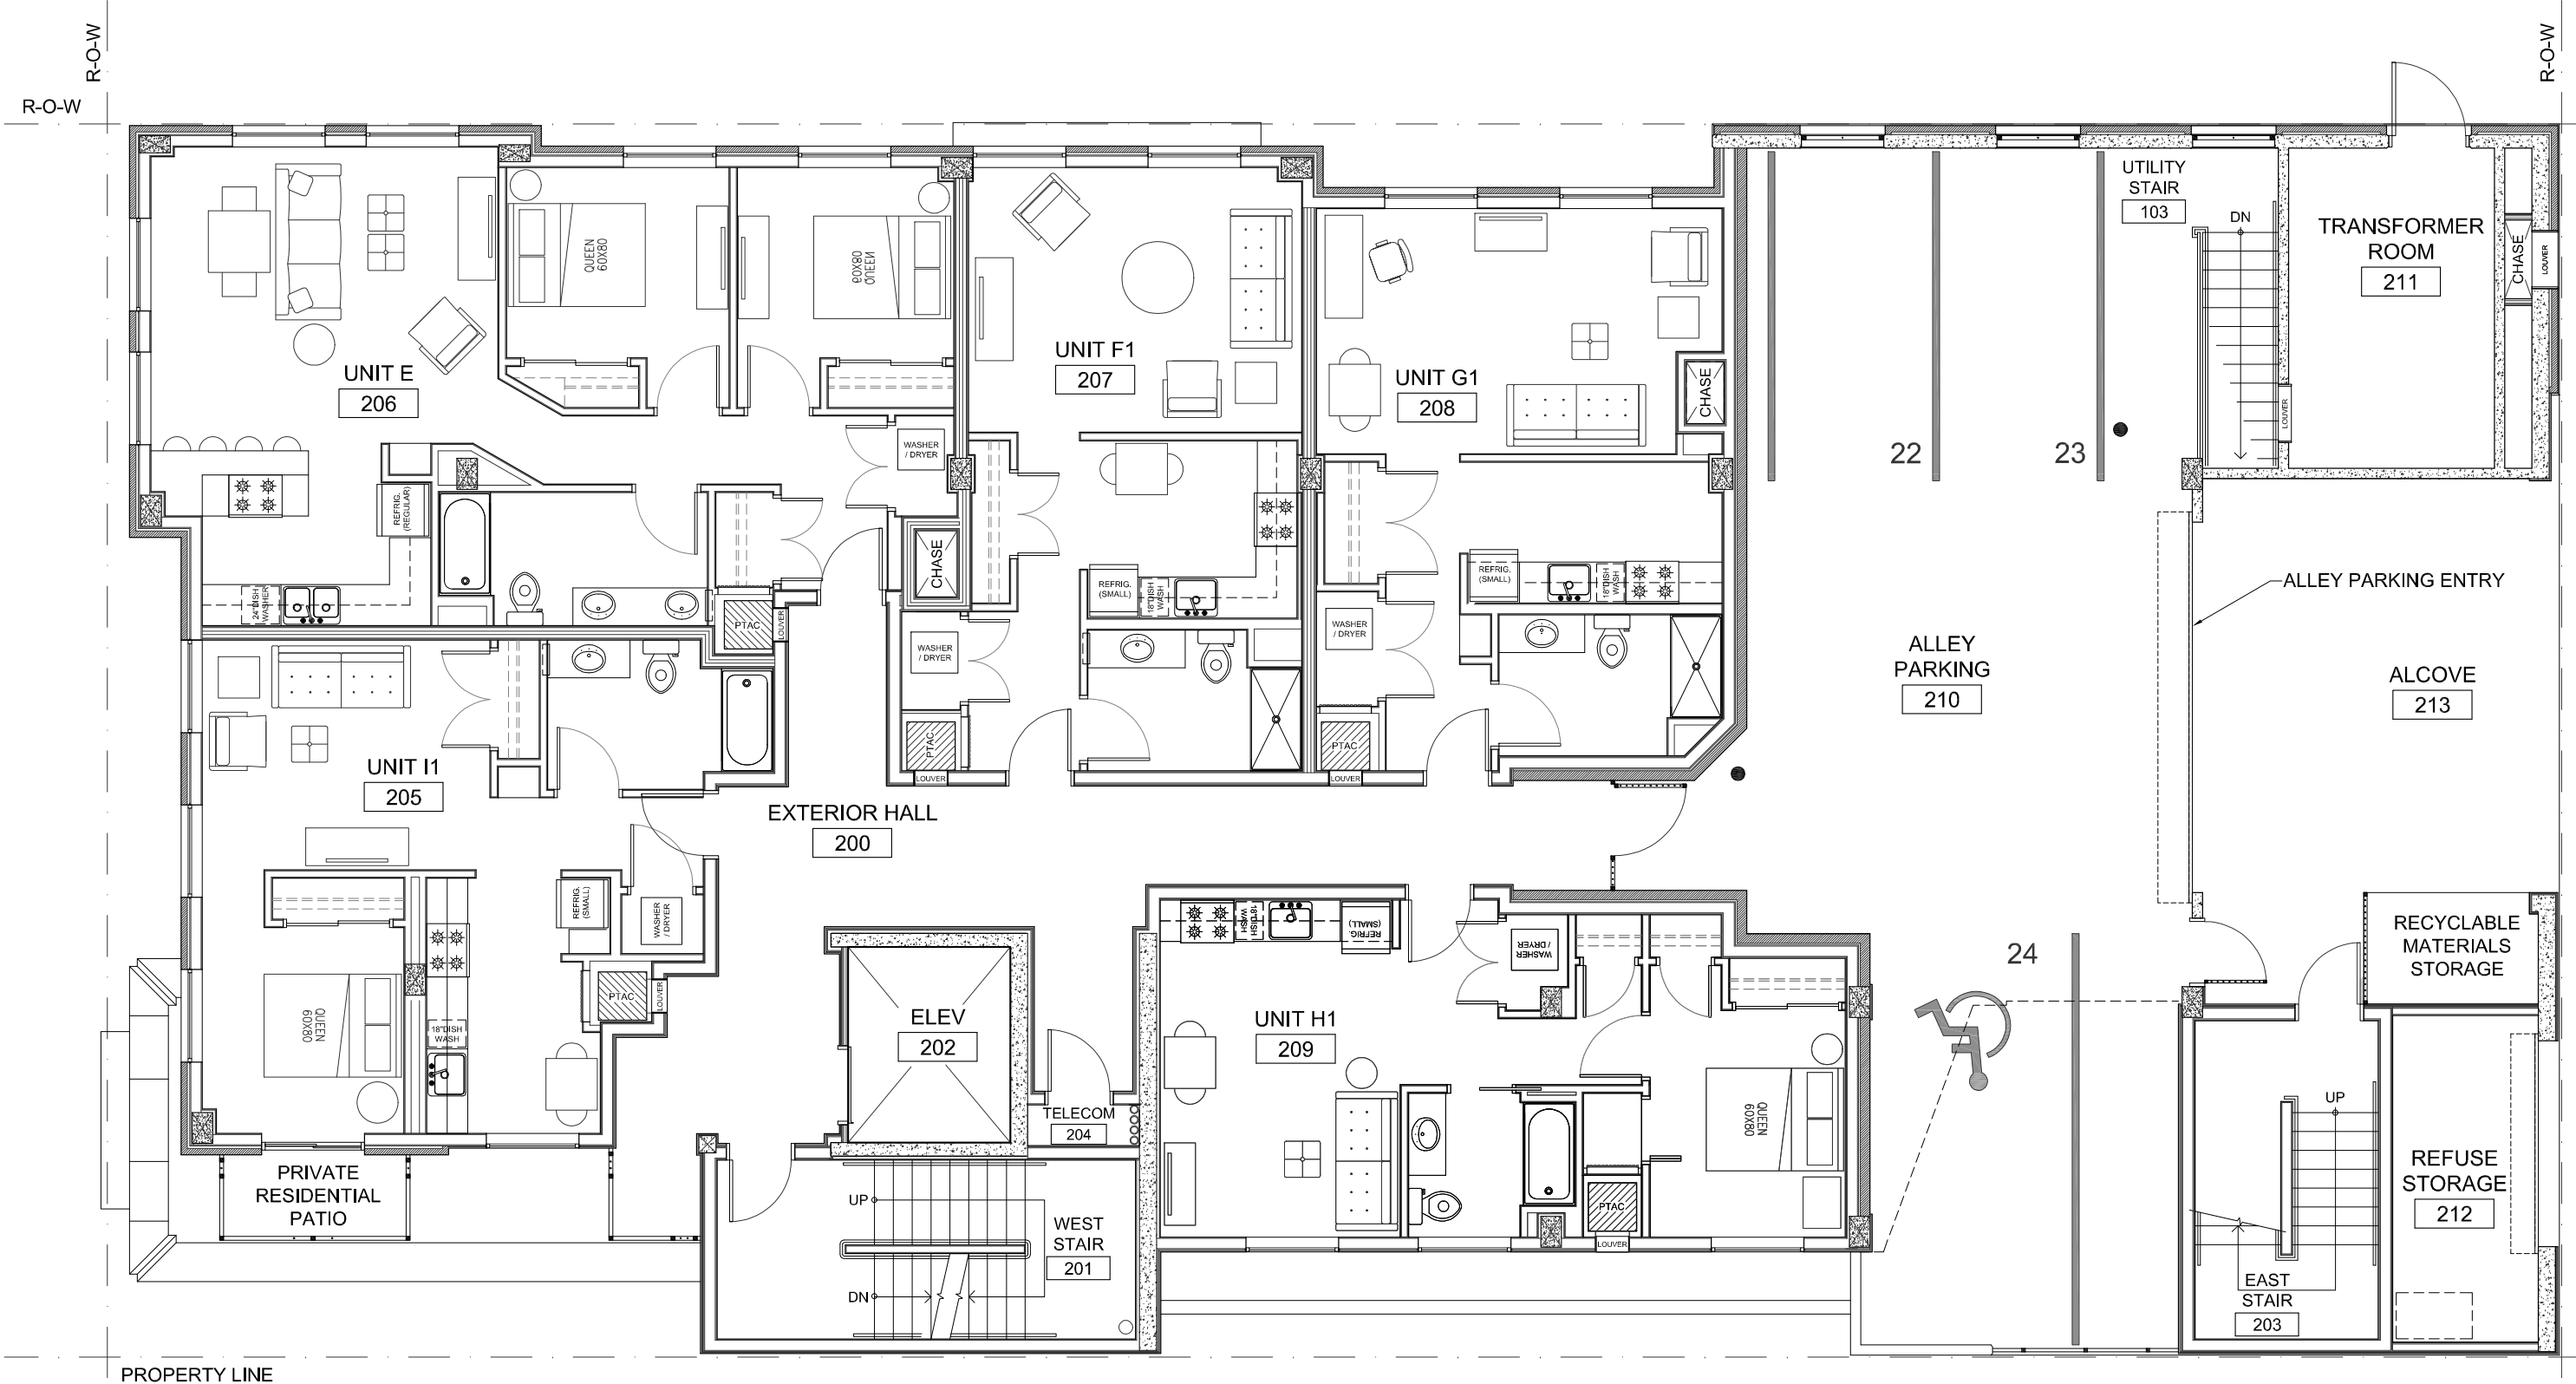 R-O-W
R-O-W
R-O-W
UNIT E
206
QUEEN
60X80
QUEEN
60X80
WASHER
/ DRYER
REFRIG.
(REGULAR)
24"DISH
WASHER
CHASE
PTAC
LOUVER
UNIT F1
207
REFRIG.
(SMALL)
18"DISH
WASH
WASHER
/ DRYER
PTAC
LOUVER
UNIT G1
208
CHASE
REFRIG.
(SMALL)
18"DISH
WASH
WASHER
/ DRYER
PTAC
LOUVER
22
23
UTILITY
STAIR
103
DN
LOUVER
TRANSFORMER
ROOM
211
CHASE
LOUVER
ALLEY PARKING ENTRY
ALLEY
PARKING
210
ALCOVE
213
UNIT I1
205
EXTERIOR HALL
200
REFRIG.
(SMALL)
WASHER
/ DRYER
PTAC
LOUVER
18"DISH
WASH
QUEEN
60X80
PRIVATE
RESIDENTIAL
PATIO
ELEV
202
TELECOM
204
UP
DN
WEST
STAIR
201
18"DISH
WASH
REFRIG.
(SMALL)
WASHER
/ DRYER
UNIT H1
209
QUEEN
60X80
PTAC
LOUVER
24
RECYCLABLE
MATERIALS
STORAGE
UP
EAST
STAIR
203
REFUSE
STORAGE
212
PROPERTY LINE